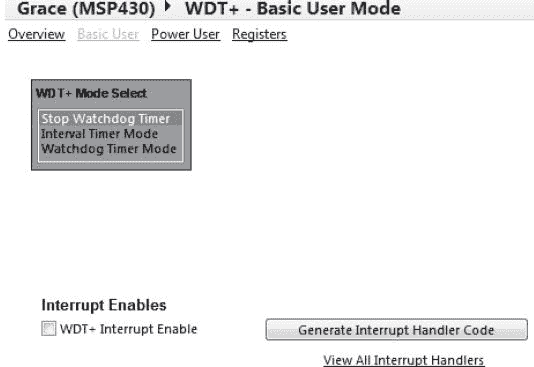 Grace (MSP430) ▸ WDT+ - Basic User Mode
Overview Basic User Power User Registers
WDT+ Mode Select
Stop Watchdog Timer
Interval Timer Mode
Watchdog Timer Mode
Interrupt Enables
WDT+ Interrupt Enable
Generate Interrupt Handler Code
View All Interrupt Handlers